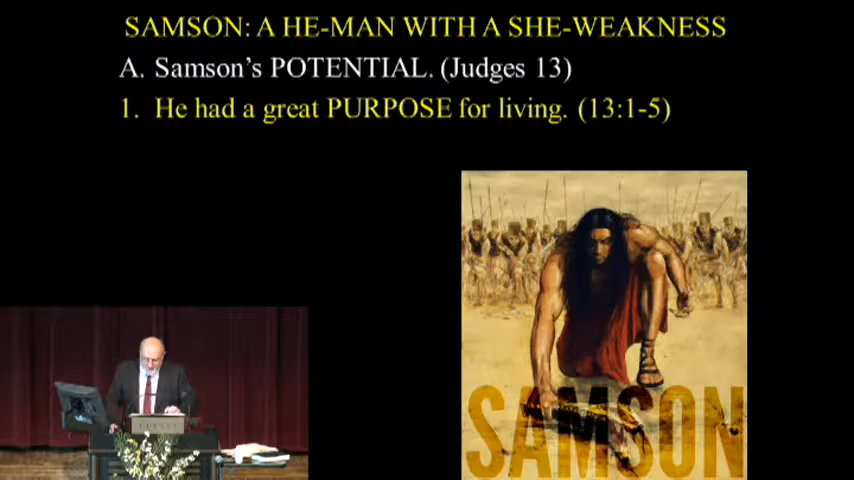 SAMSON: A HE-MAN WITH A SHE-WEAKNESS
A. Samson's POTENTIAL. (Judges 13)
1. He had a great PURPOSE for living. (13:1-5)
SAMSON